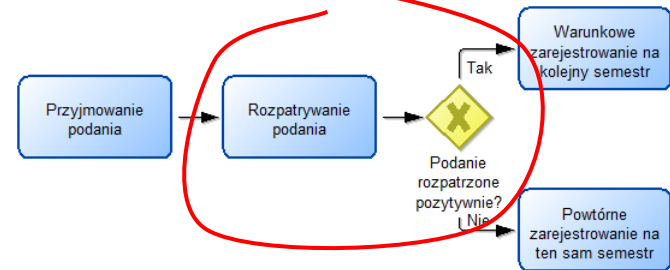 Przyjmowanie
podania
Rozpatrywanie
podania
Tak
Podanie
rozpatrzone
pozytywnie?
Nie
Warunkowe
zarejestrowanie na
kolejny semestr
Powtórne
zarejestrowanie na
ten sam semestr